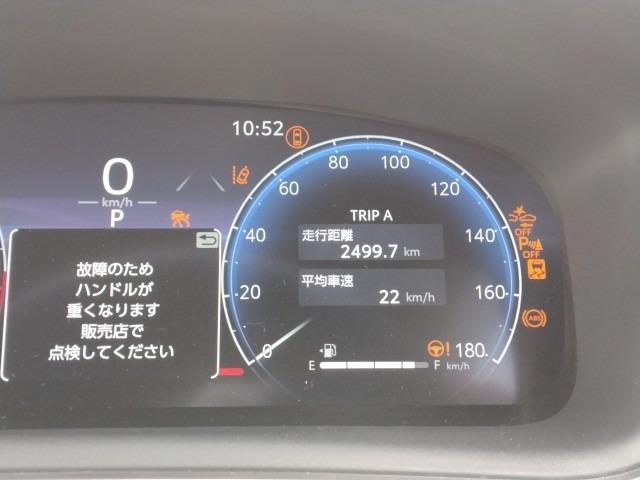 10:52
0
km/h
P
故障のため
ハンドルが
重くなります
販売店で
点検してください
0
20
40
60
80
100
120
140
160
180
km/h
TRIP A
走行距離
2499.7 km
平均車速
22 km/h
E
F
OFF
P
OFF
ABS